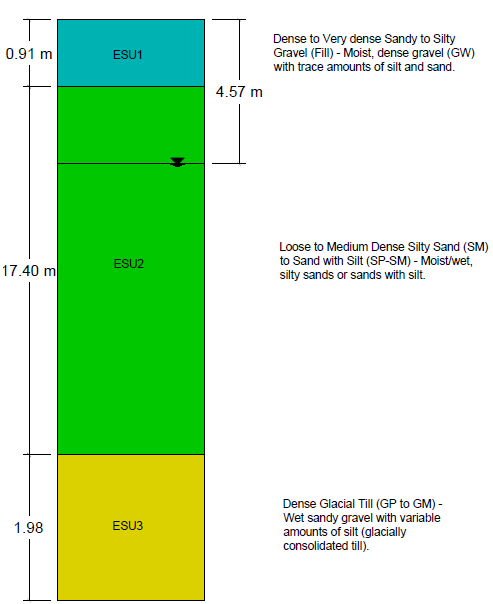 0.91 m
ESU1
Dense to Very dense Sandy to Silty
Gravel (Fill) - Moist, dense gravel (GW)
with trace amounts of silt and sand.
4.57 m
17.40 m
ESU2
Loose to Medium Dense Silty Sand (SM)
to Sand with Silt (SP-SM) - Moist/wet,
silty sands or sands with silt.
1.98
ESU3
Dense Glacial Till (GP to GM) -
Wet sandy gravel with variable
amounts of silt (glacially
consolidated till).